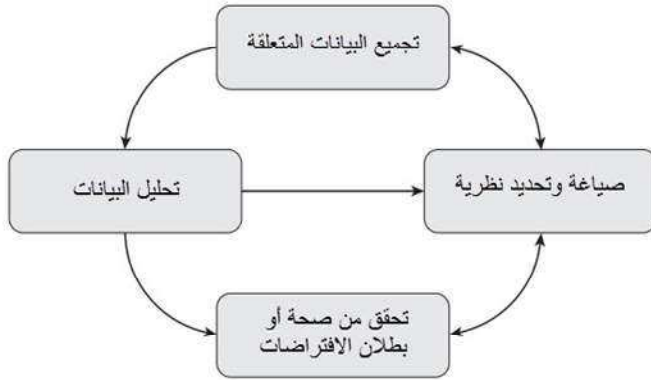 تجميع البيانات المتعلقة
تحليل البيانات
صياغة وتحديد نظرية
تحقق من صحة أو
بطلان الافتراضات